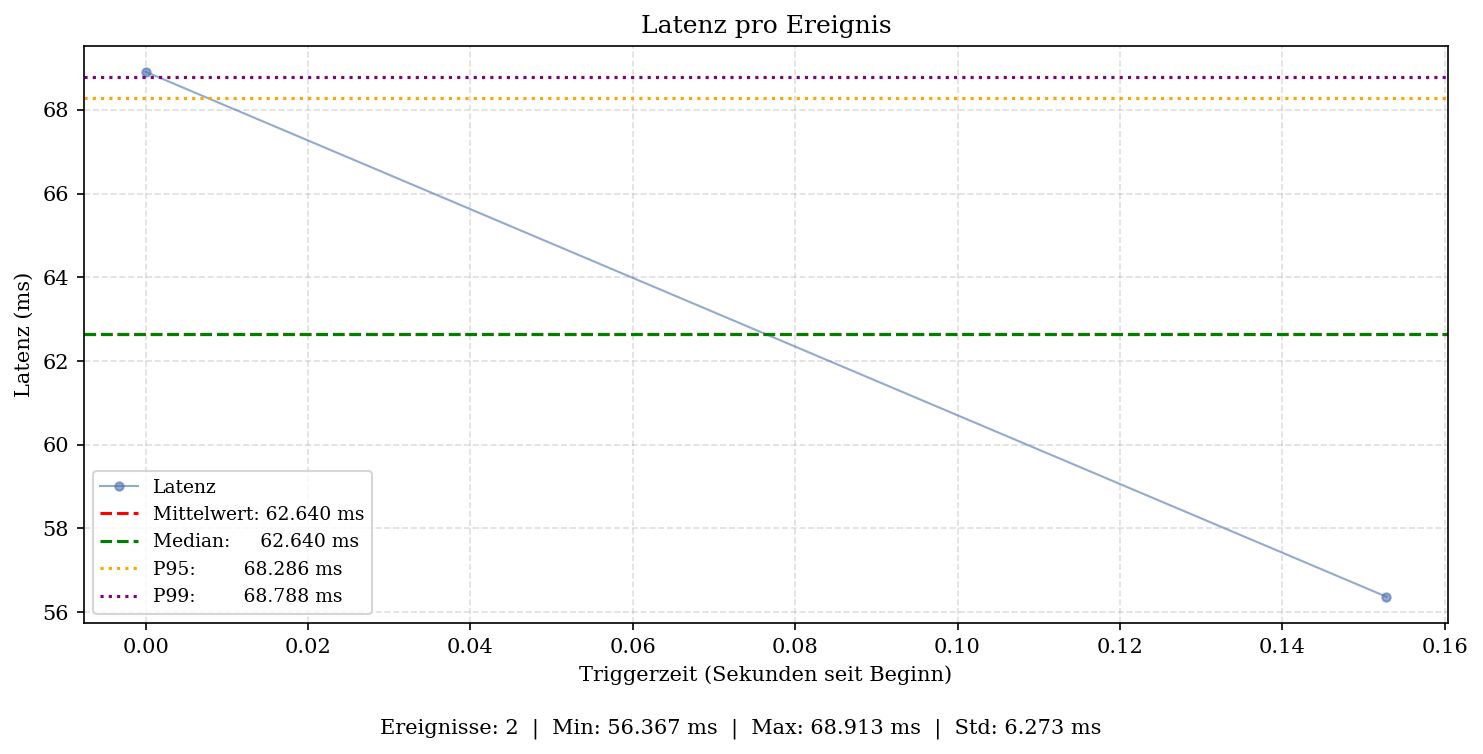 Latenz pro Ereignis
Latenz (ms)
68
66
64
62
60
58
56
Latenz
Mittelwert: 62.640 ms
Median: 62.640 ms
P95: 68.286 ms
P99: 68.788 ms
0.00 0.02 0.04 0.06 0.08 0.10 0.12 0.14 0.16
Triggerzeit (Sekunden seit Beginn)
Ereignisse: 2 | Min: 56.367 ms | Max: 68.913 ms | Std: 6.273 ms